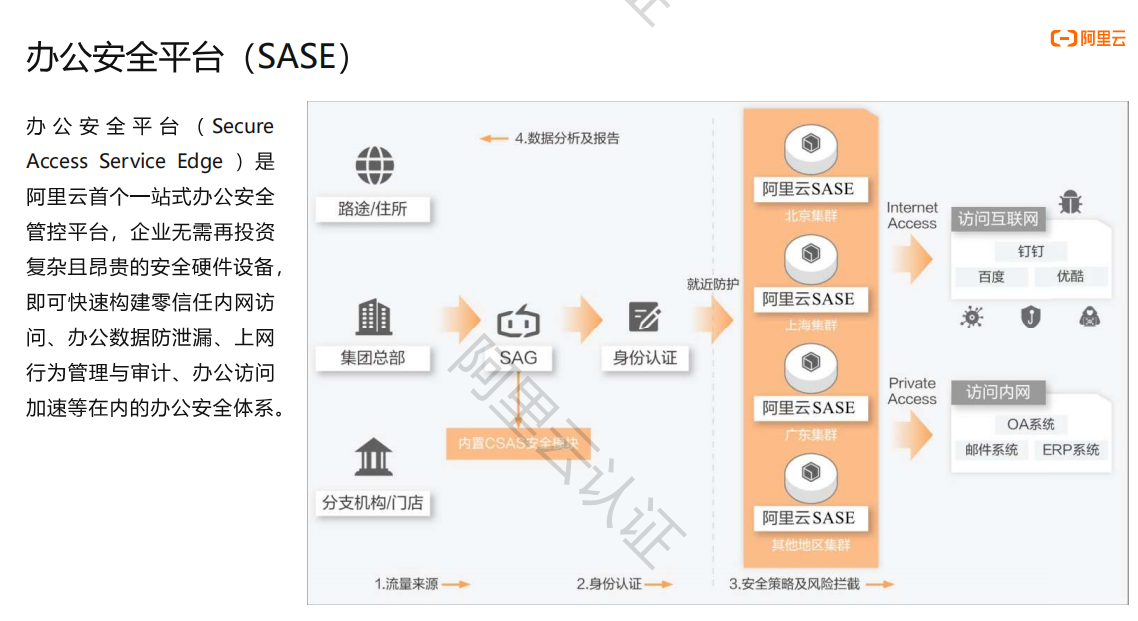 办公安全平台（SASE）
阿里云
办公安全平台（Secure
Access Service Edge ）是
阿里云首个一站式办公安全
管控平台，企业无需再投资
复杂且昂贵的安全硬件设备，
即可快速构建零信任内网访
问、办公数据防泄漏、上网
行为管理与审计、办公访问
加速等在内的办公安全体系。
4.数据分析及报告
路途/住所
集团总部
分支机构/门店
SAG
内置CSAS安全模块
身份认证
就近防护
阿里云SASE
北京集群
阿里云SASE
上海集群
阿里云SASE
广东集群
阿里云SASE
其他地区集群
Internet
Access
访问互联网
钉钉
百度
优酷
Private
Access
访问内网
OA系统
邮件系统
ERP系统
1.流量来源
2.身份认证
3.安全策略及风险拦截
阿里云认证
证